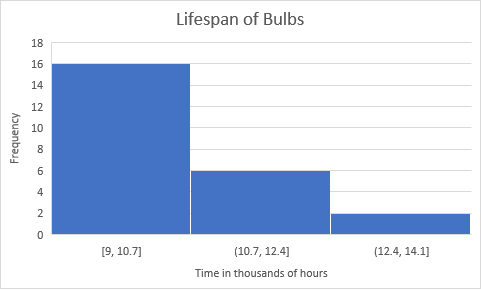 Lifespan of Bulbs
Frequency
18
16
14
12
10
8
6
4
2
0
[9, 10.7] (10.7, 12.4] (12.4, 14.1]
Time in thousands of hours